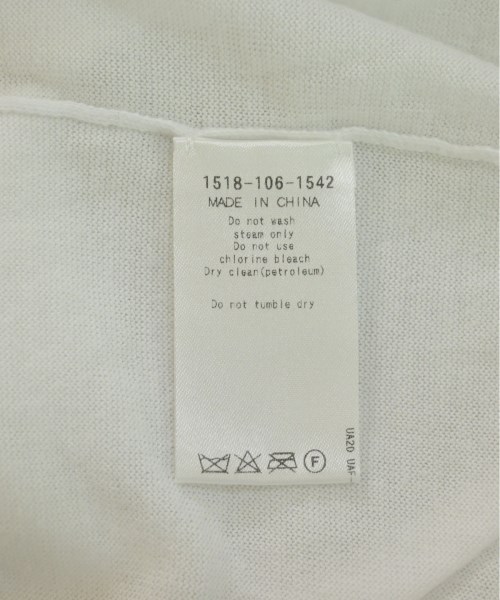 1518-106-1542
MADE IN CHINA
Do not wash
steam only
Do not use
chlorine bleach
Dry clean(petroleum)
Do not tumble dry
F
UA20 UAF